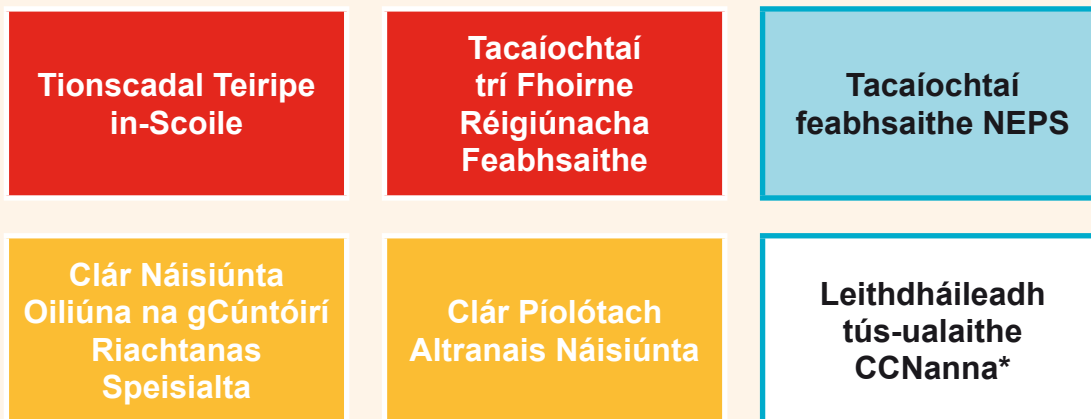 Tionscadal Teiripe
in-Scoile
Tacaíochtaí
trí Fhoirne
Réigiúnacha
Feabhsaithe
Tacaíochtaí
feabhsaithe NEPS
Clár Náisiúnta
Oiliúna na gCúntóirí
Riachtanas
Speisialta
Clár Píolótach
Altranais Náisiúnta
Leithdháileadh
tús-ualaithe
CCNanna*